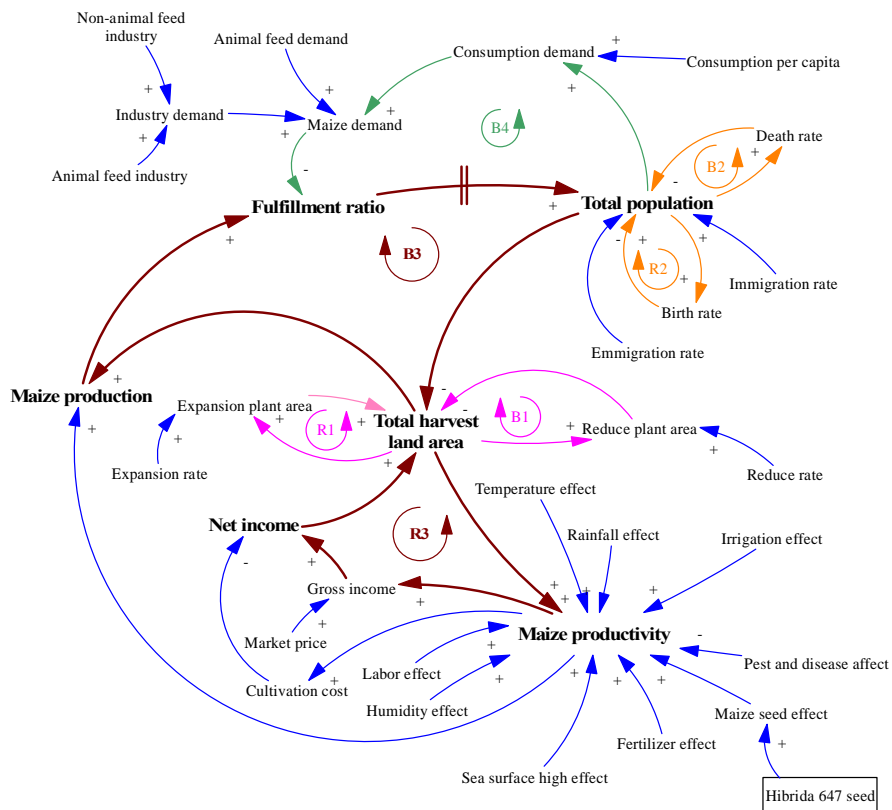 Non-animal feed
industry
Animal feed demand
+
Consumption demand
Consumption per capita
+
+
Industry demand
+
+
Maize demand
+
+
B4
Death rate
+
B2
Animal feed industry
-
-
Fulfillment ratio
+
Total population
+
B3
-
+
+
R2
+
Immigration rate
Birth rate
Emmigration rate
Maize production
+
+
Expansion plant area
+
R1
+
-
-
Total harvest
land area
B1
+
Reduce plant area
+
+
Expansion rate
+
Reduce rate
Temperature effect
Net income
R3
Rainfall effect
Irrigation effect
-
+
Gross income
+
+
+
+
+
Market price
+
Maize productivity
-
Labor effect
+
Pest and disease affect
Cultivation cost
+
Humidity effect
+
+
+
+
Maize seed effect
Fertilizer effect
+
Sea surface high effect
Hibrida 647 seed